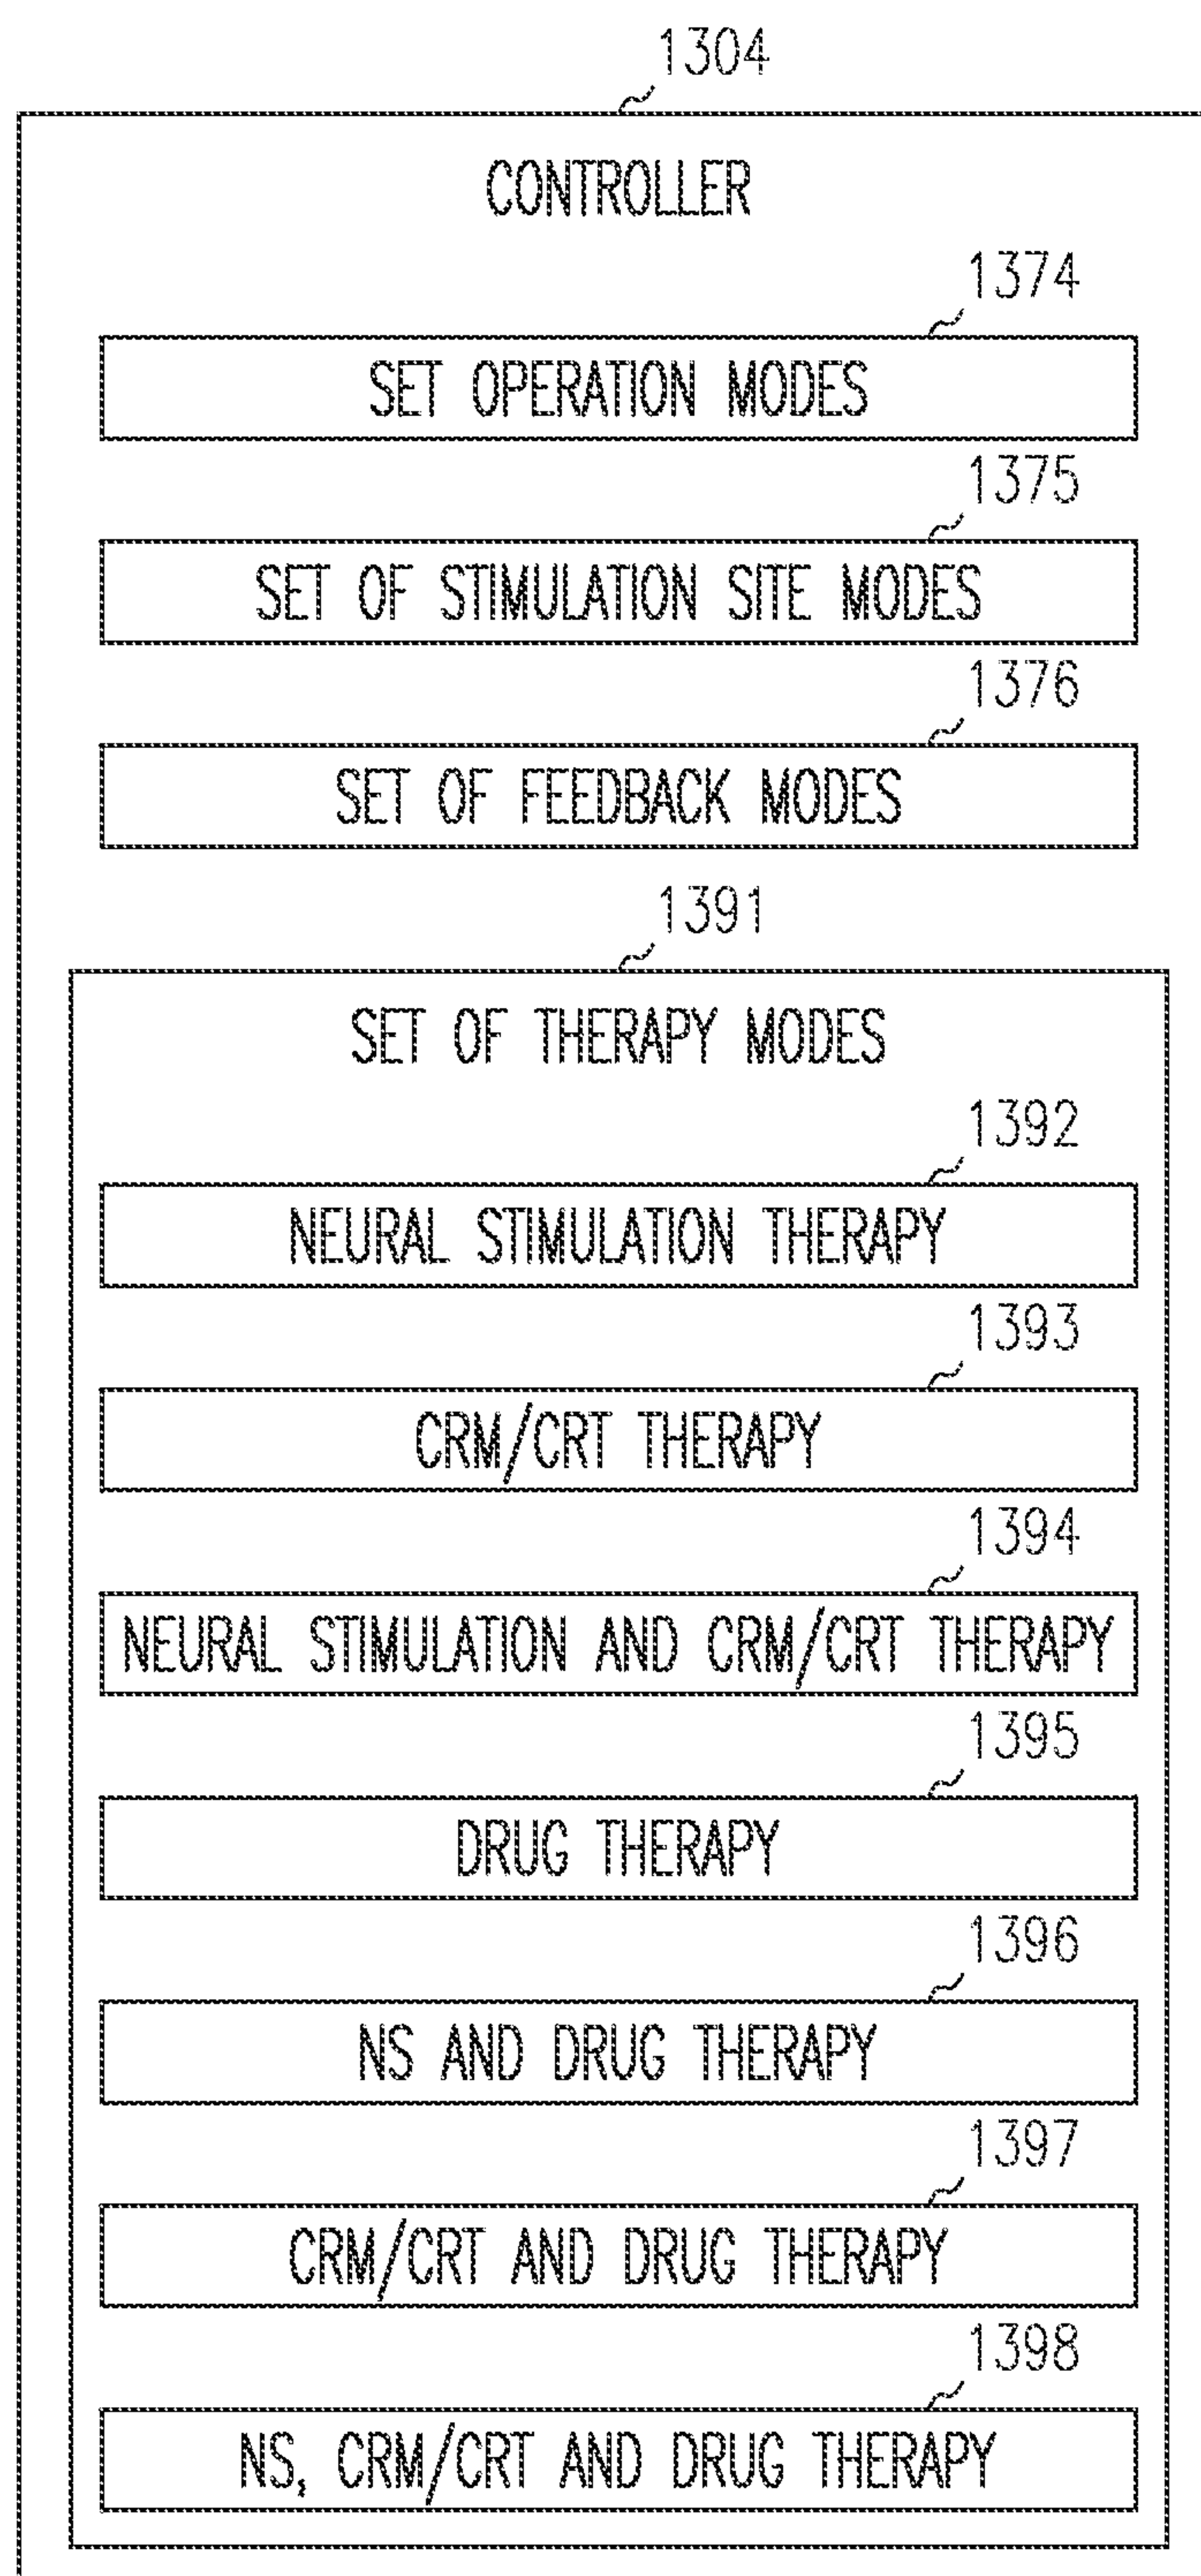 1304
CONTROLLER
1374
SET OPERATION MODES
1375
SET OF STIMULATION SITE MODES
1376
SET OF FEEDBACK MODES
1391
SET OF THERAPY MODES
1392
NEURAL STIMULATION THERAPY
1393
CRM/CRT THERAPY
1394
NEURAL STIMULATION AND CRM/CRT THERAPY
1395
DRUG THERAPY
1396
NS AND DRUG THERAPY
1397
CRM/CRT AND DRUG THERAPY
1398
NS, CRM/CRT AND DRUG THERAPY